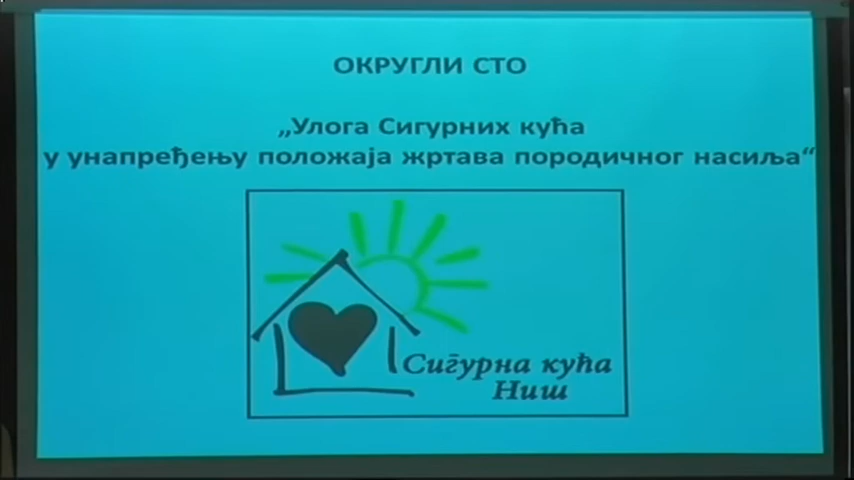 ОКРУГЛИ СТО
„Улога Сигурних кућа
у унапређењу положаја жртава породичног насиља“
Сигурна кућа
Ниш